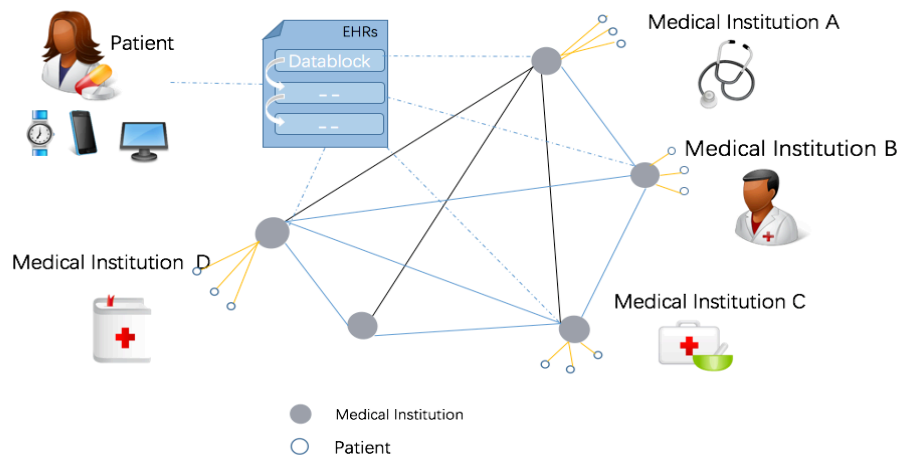 Patient
EHRs
Datablock
Medical Institution A
Medical Institution B
Medical Institution D
Medical Institution C
Medical Institution
Patient